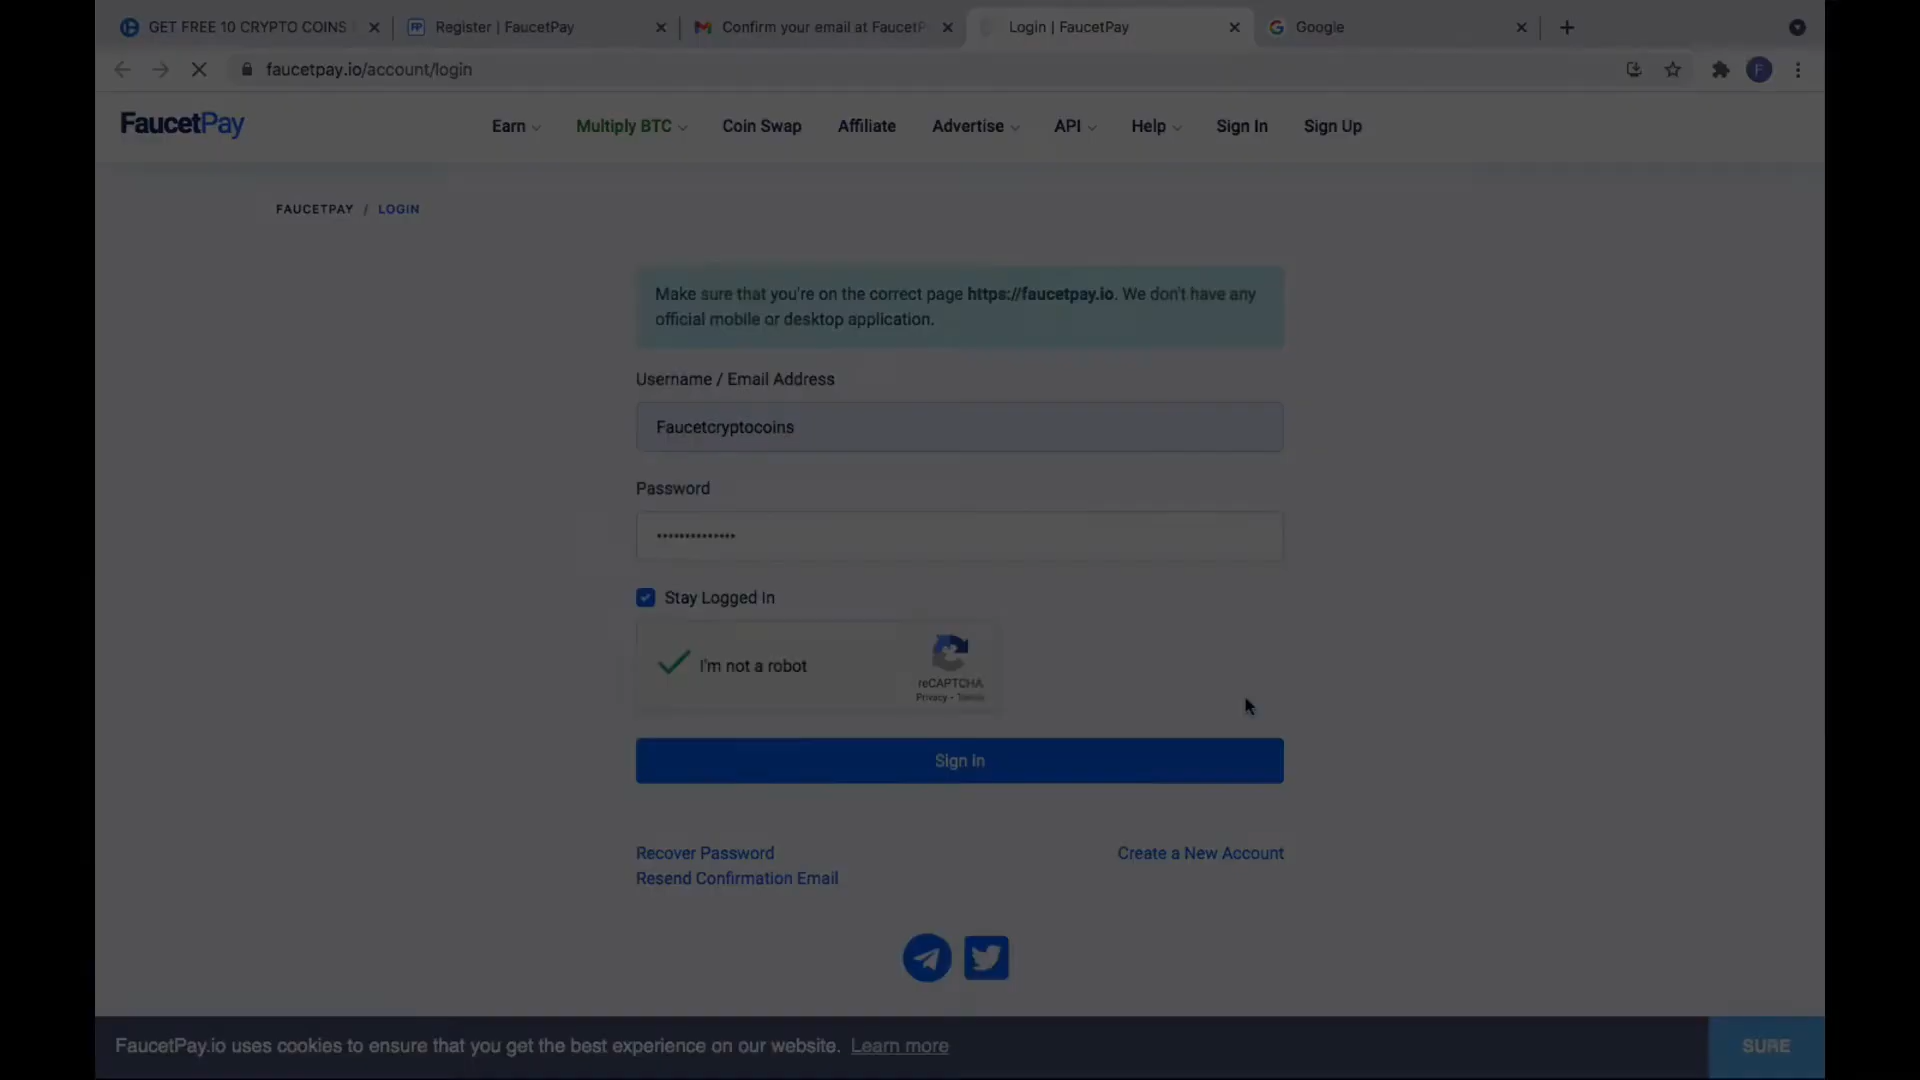 GET FREE 10 CRYPTO COINS
Register | FaucetPay
Confirm your email at FaucetP
Login | FaucetPay
Google
faucetpay.io/account/login
F
FaucetPay
Earn
Multiply BTC
Coin Swap
Affiliate
Advertise
API
Help
Sign In
Sign Up
FAUCETPAY / LOGIN
Make sure that you're on the correct page https://faucetpay.io. We don't have any
official mobile or desktop application.
Username / Email Address
Faucetcryptocoins
Password
Stay Logged In
I'm not a robot
reCAPTCHA
Privacy - Terms
Sign In
Recover Password
Create a New Account
Resend Confirmation Email
FaucetPay.io uses cookies to ensure that you get the best experience on our website. Learn more
SURE